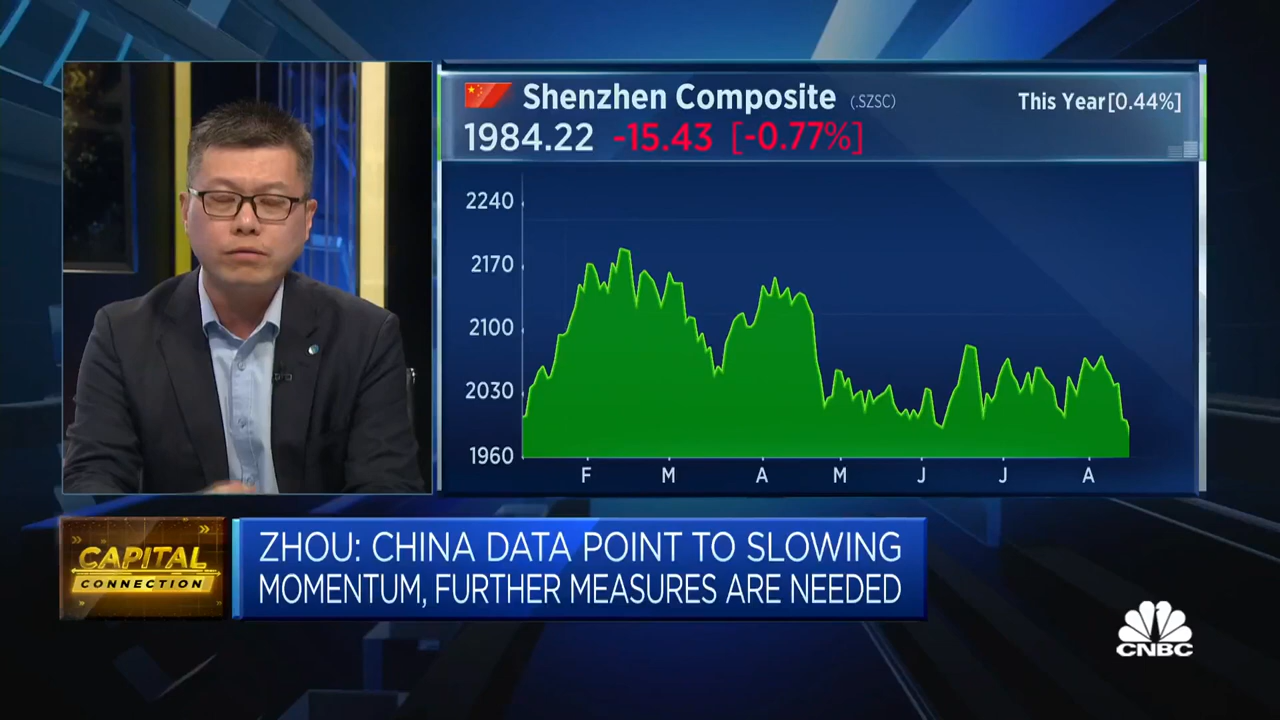 Shenzhen Composite (.SZSC)
This Year[0.44%]
1984.22 -15.43 [-0.77%]
2240
2170
2100
2030
1960
F M A M J J A
CAPITAL
CONNECTION
ZHOU: CHINA DATA POINT TO SLOWING
MOMENTUM, FURTHER MEASURES ARE NEEDED
CNBC